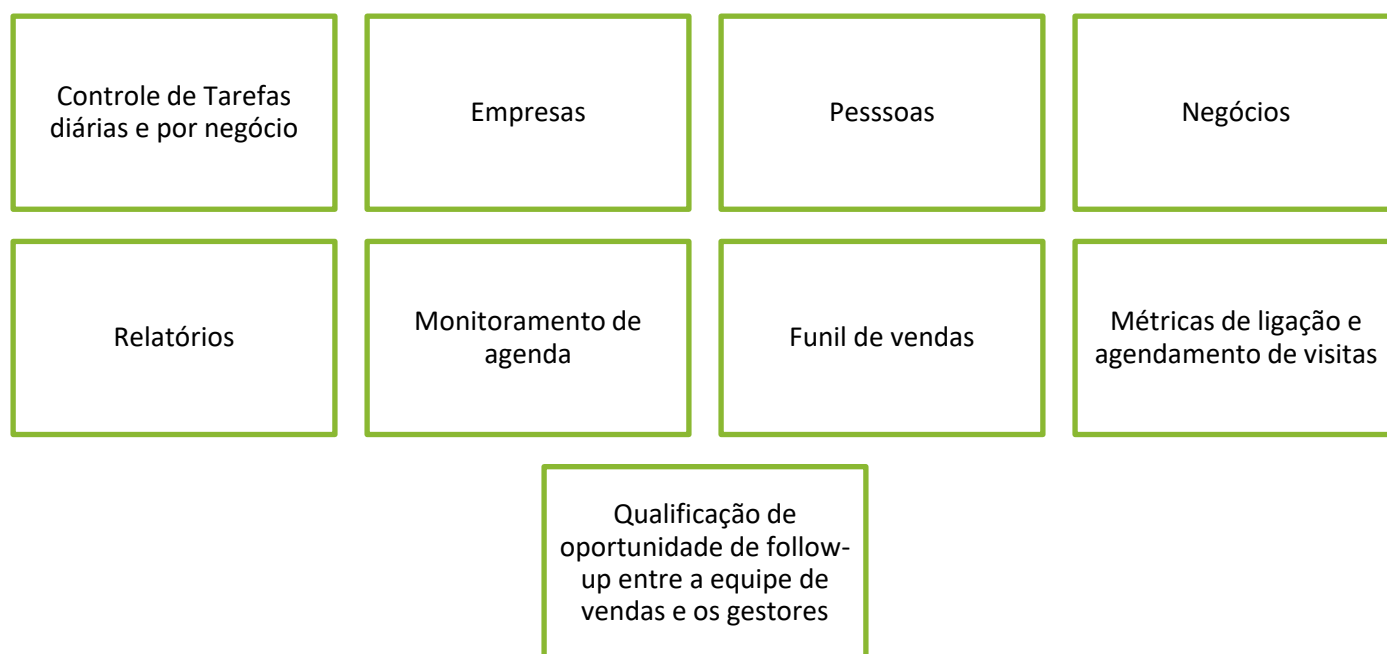 Controle de Tarefas
diárias e por negócio
Empresas
Pesssoas
Negócios
Relatórios
Monitoramento de
agenda
Funil de vendas
Métricas de ligação e
agendamento de visitas
Qualificação de
oportunidade de follow-
up entre a equipe de
vendas e os gestores